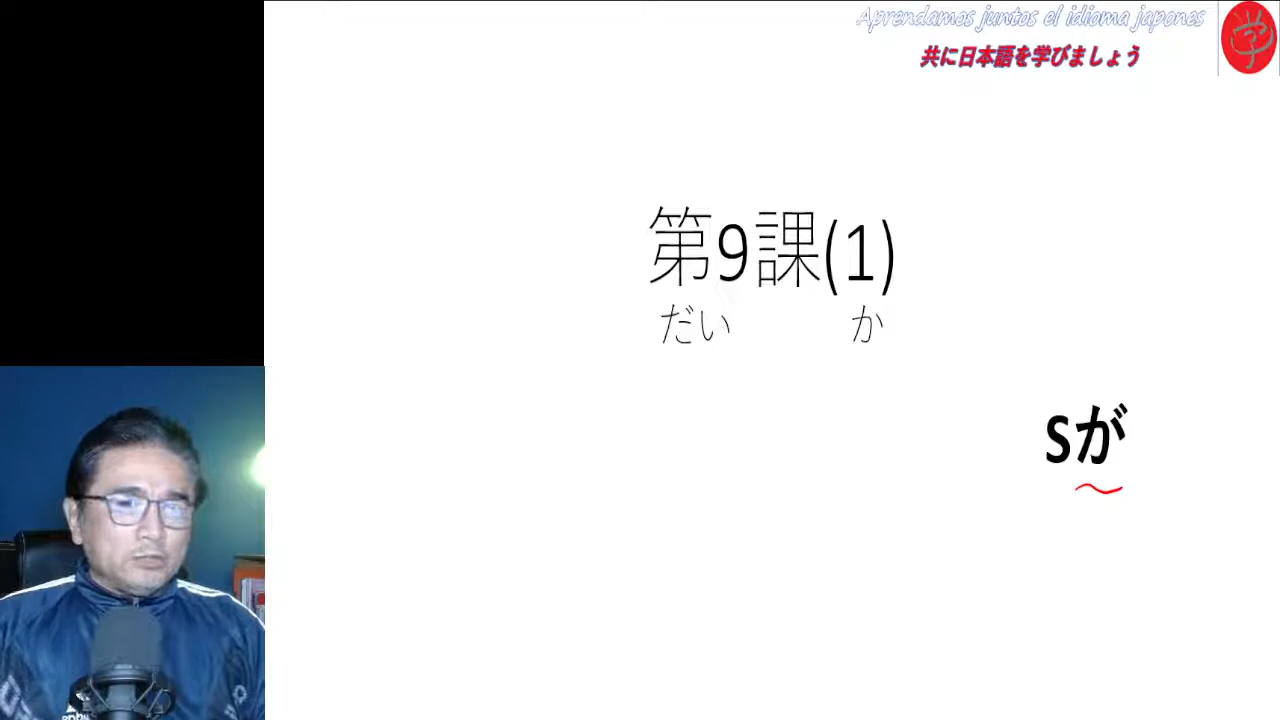 Aprendamos juntos el idioma japones
共に日本語を学びましょう
第9課(1)
だい か
sが